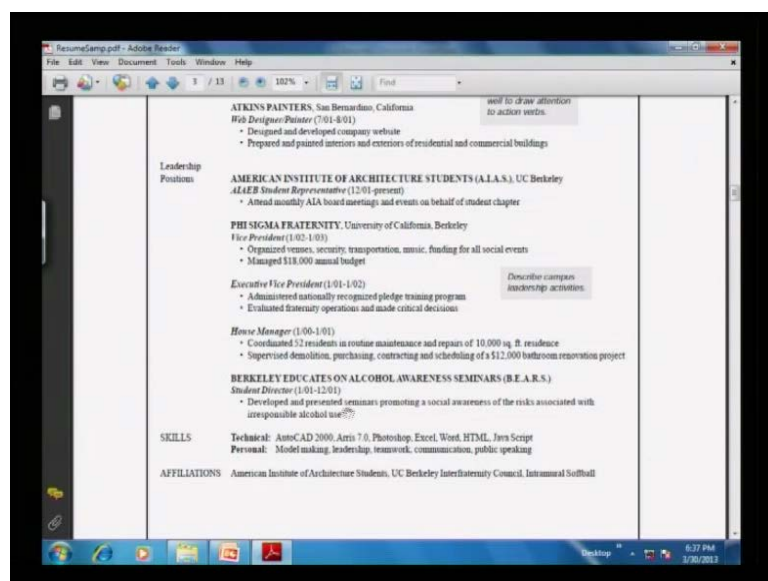 ResumeSamp.pdf - Adobe Reader
File Edit View Document Tools Window Help
3 / 13 102% Find
well to draw attention
to action verbs.
ATKINS PAINTERS, San Bernardino, California
Web Designer/Painter (7/01-8/01)
• Designed and developed company website
• Prepared and painted interiors and exteriors of residential and commercial buildings
Leadership
Positions
AMERICAN INSTITUTE OF ARCHITECTURE STUDENTS (A.I.A.S.), UC Berkeley
AIAEB Student Representative (12/01-present)
• Attend monthly AIA board meetings and events on behalf of student chapter
PHI SIGMA FRATERNITY, University of California, Berkeley
Vice President (1/02-1/03)
• Organized venues, security, transportation, music, funding for all social events
• Managed $18,000 annual budget
Describe campus
leadership activities.
Executive Vice President (1/01-1/02)
• Administered nationally recognized pledge training program
• Evaluated fraternity operations and made critical decisions
House Manager (1/00-1/01)
• Coordinated 52 residents in routine maintenance and repairs of 10,000 sq. ft. residence
• Supervised demolition, purchasing, contracting and scheduling of a $12,000 bathroom renovation project
BERKELEY EDUCATES ON ALCOHOL AWARENESS SEMINARS (B.E.A.R.S.)
Student Director (1/01-12/01)
• Developed and presented seminars promoting a social awareness of the risks associated with
irresponsible alcohol use
SKILLS Technical: AutoCAD 2000, Arris 7.0, Photoshop, Excel, Word, HTML, Java Script
Personal: Model making, leadership, teamwork, communication, public speaking
AFFILIATIONS American Institute of Architecture Students, UC Berkeley Interfraternity Council, Intramural Softball
Desktop
6:37 PM
3/30/2013